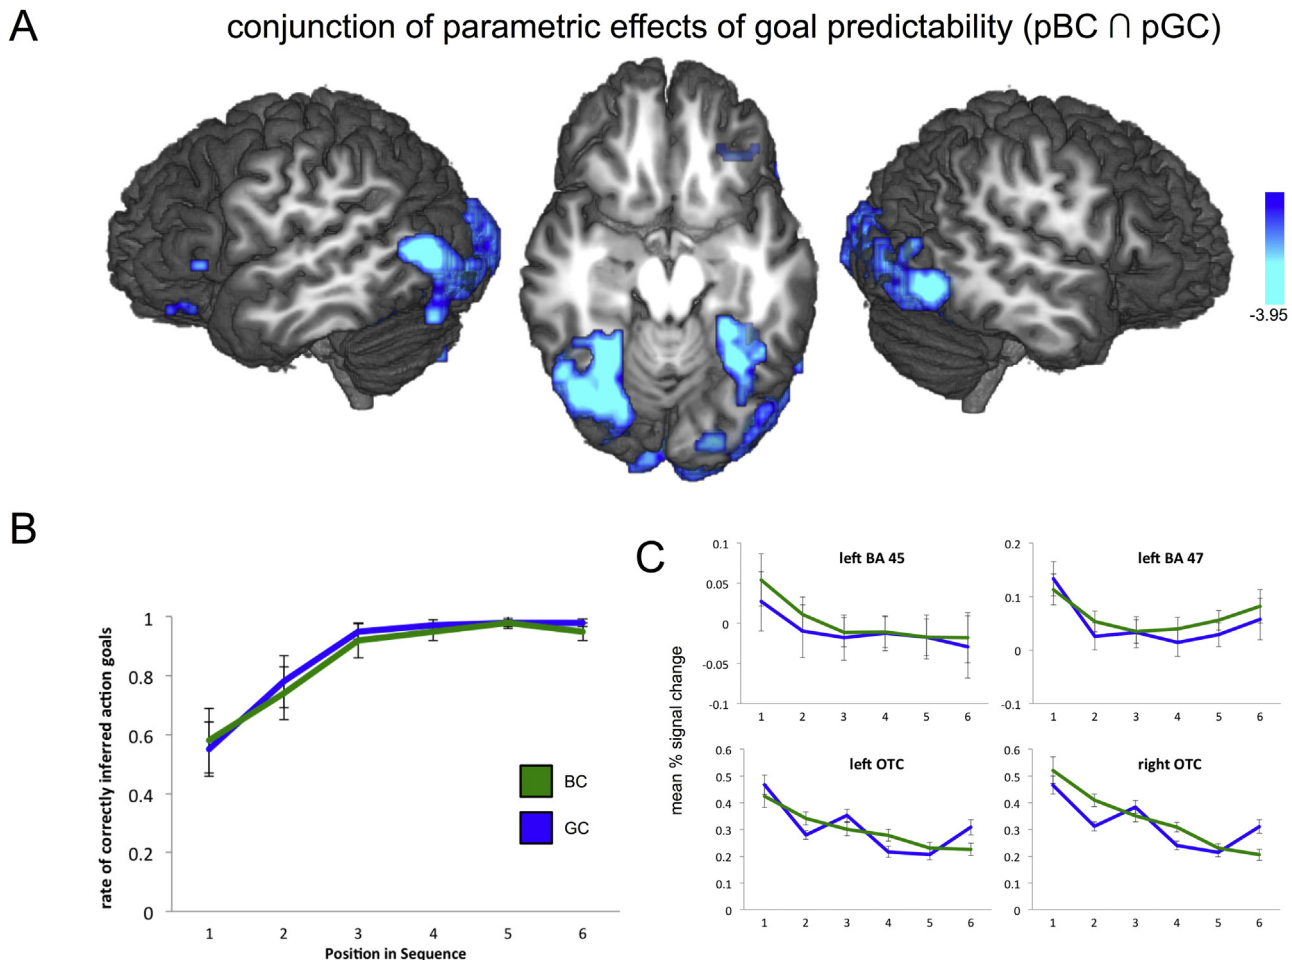 A
conjunction of parametric effects of goal predictability (pBC ∩ pGC)
-3.95
B
rate of correctly inferred action goals
1
0.8
0.6
0.4
0.2
0
1 2 3 4 5 6
Position in Sequence
BC
GC
C
mean % signal change
left BA 45
0.1
0.05
0
-0.05
-0.1
1 2 3 4 5 6
left BA 47
0.2
0.1
0
-0.1
1 2 3 4 5 6
left OTC
0.6
0.5
0.4
0.3
0.2
0.1
0
1 2 3 4 5 6
right OTC
0.6
0.5
0.4
0.3
0.2
0.1
0
1 2 3 4 5 6